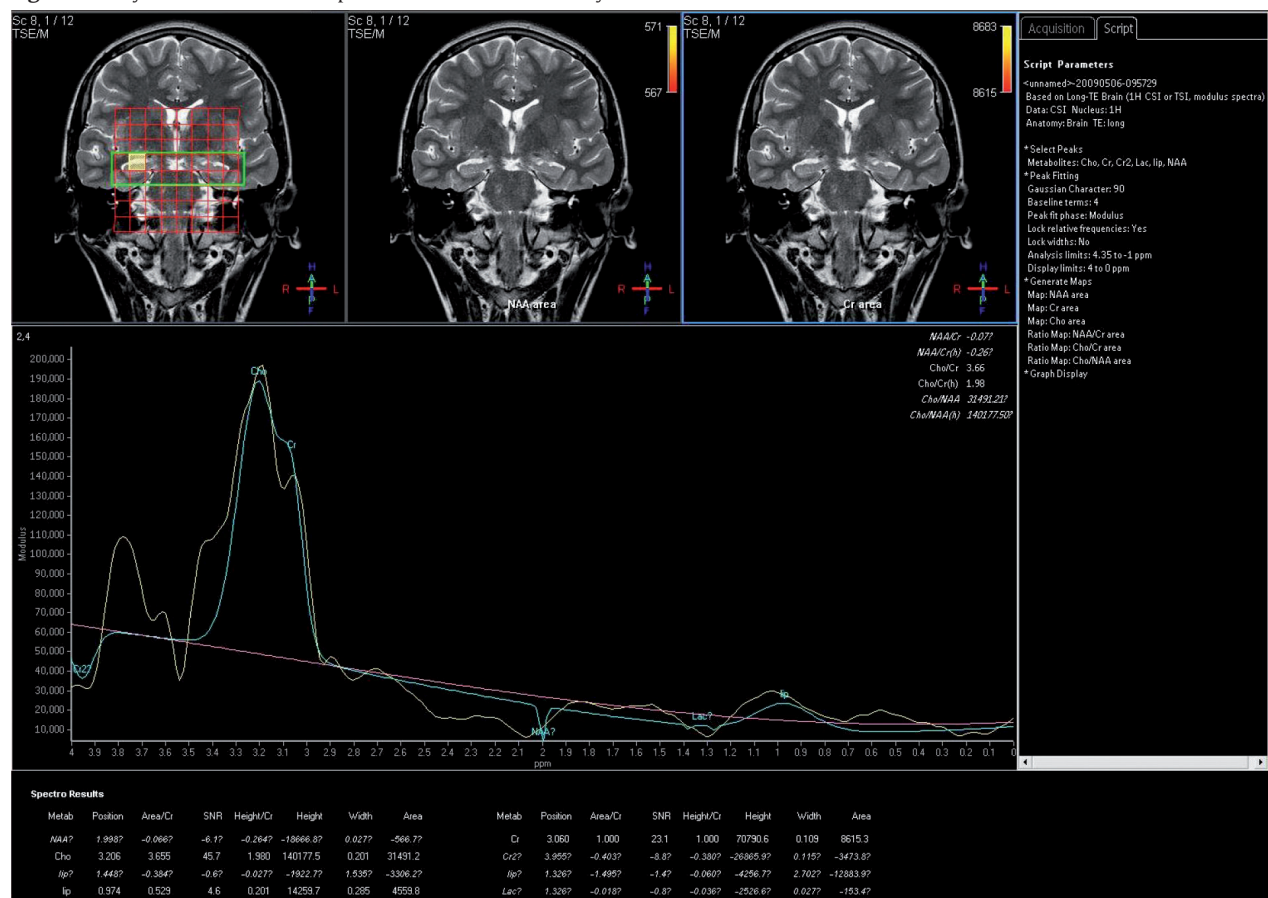 Sc 8, 1 / 12
TSE/M
Sc 8, 1 / 12
TSE/M
571
567
NAA area
Sc 8, 1 / 12
TSE/M
8683
8615
Cr area
H
A
R L
P
F
H
A
R L
P
F
H
A
R L
P
F
Acquisition Script
Script Parameters
<unnamed>-20090506-095729
Based on Long-TE Brain (1H CSI or TSI, modulus spectra)
Data: CSI Nucleus: 1H
Anatomy: Brain TE: long
* Select Peaks
Metabolites: Cho, Cr, Cr2, Lac, lip, NAA
* Peak Fitting
Gaussian Character: 90
Baseline terms: 4
Peak fit phase: Modulus
Lock relative frequencies: Yes
Lock widths: No
Analysis limits: 4.35 to -1 ppm
Display limits: 4 to 0 ppm
* Generate Maps
Map: NAA area
Map: Cr area
Map: Cho area
Ratio Map: NAA/Cr area
Ratio Map: Cho/Cr area
Ratio Map: Cho/NAA area
* Graph Display
2,4
NAA/Cr -0.07?
NAA/Cr(h) -0.26?
Cho/Cr 3.66
Cho/Cr(h) 1.98
Cho/NAA 31491.21?
Cho/NAA(h) 140177.50?
200,000
190,000
180,000
170,000
160,000
150,000
140,000
130,000
120,000
110,000
100,000
90,000
80,000
70,000
60,000
50,000
40,000
30,000
20,000
10,000
Modulus
Cho
Cr
Cr2?
NAA?
Lac?
lip
4 3.9 3.8 3.7 3.6 3.5 3.4 3.3 3.2 3.1 3 2.9 2.8 2.7 2.6 2.5 2.4 2.3 2.2 2.1 2 1.9 1.8 1.7 1.6 1.5 1.4 1.3 1.2 1.1 1 0.9 0.8 0.7 0.6 0.5 0.4 0.3 0.2 0.1 0
ppm
Spectro Results
Metab Position Area/Cr SNR Height/Cr Height Width Area
NAA? 1.998? -0.066? -6.1? -0.264? -18666.8? 0.027? -566.7?
Cho 3.206 3.655 45.7 1.980 140177.5 0.201 31491.2
lip? 1.448? -0.384? -0.6? -0.027? -1922.7? 1.535? -3306.2?
lip 0.974 0.529 4.6 0.201 14259.7 0.285 4559.8
Metab Position Area/Cr SNR Height/Cr Height Width Area
Cr 3.060 1.000 23.1 1.000 70790.6 0.109 8615.3
Cr2? 3.955? -0.403? -8.8? -0.380? -26865.9? 0.115? -3473.8?
lip? 1.326? -1.495? -1.4? -0.060? -4256.7? 2.702? -12883.9?
Lac? 1.326? -0.018? -0.8? -0.036? -2526.6? 0.027? -153.4?